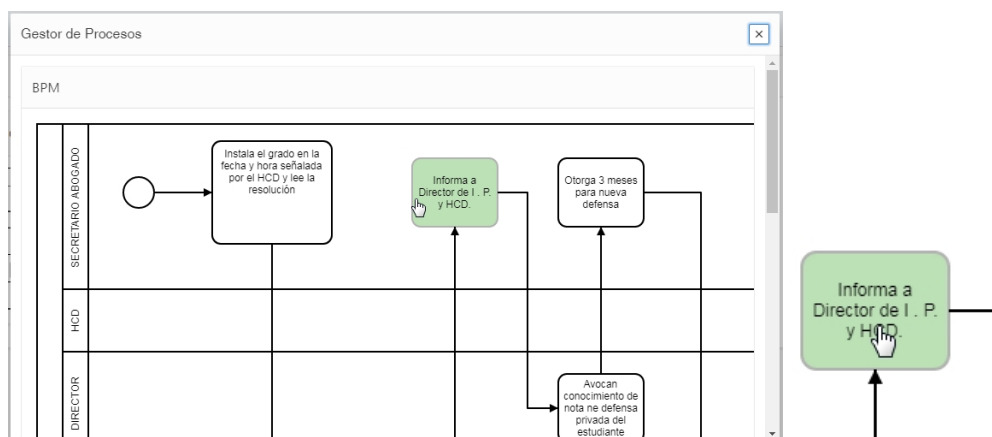 Gestor de Procesos
BPM
SECRETARIO ABOGADO
Instala el grado en la
fecha y hora señalada
por el HCD y lee la
resolución
Informa a
Director de I . P.
y HCD.
Otorga 3 meses
para nueva
defensa
HCD
DIRECTOR
Avocan
conocimiento de
nota ne defensa
privada del
estudiante
Informa a
Director de I . P.
y HCD.